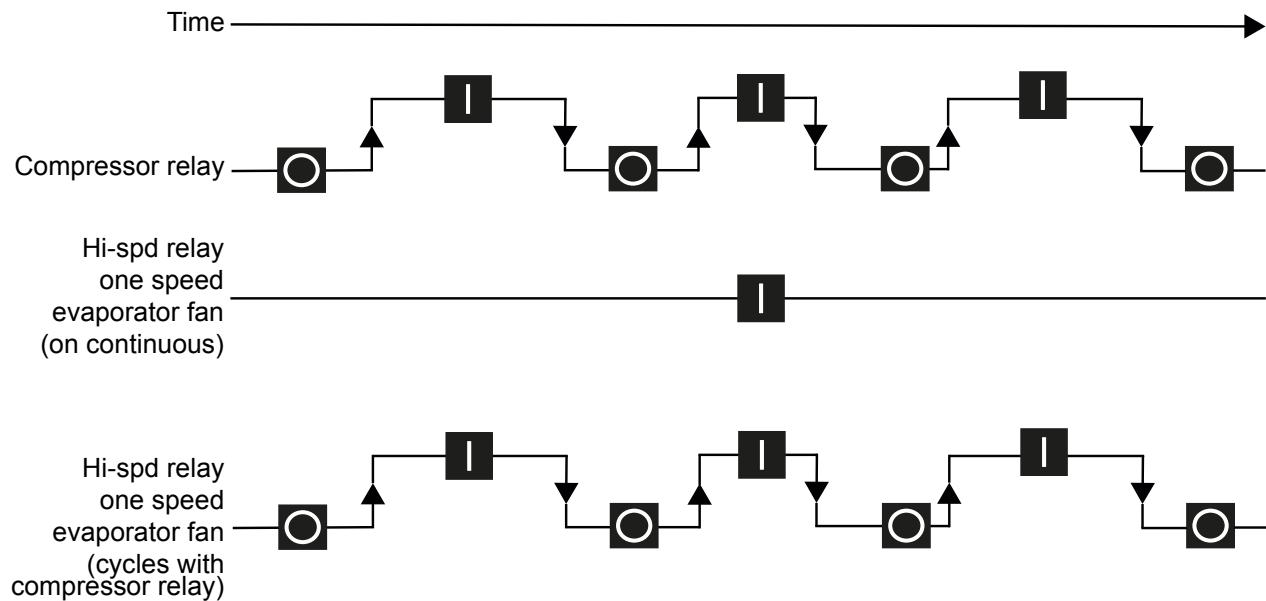 Time
Compressor relay
Hi-spd relay
one speed
evaporator fan
(on continuous)
Hi-spd relay
one speed
evaporator fan
(cycles with
compressor relay)